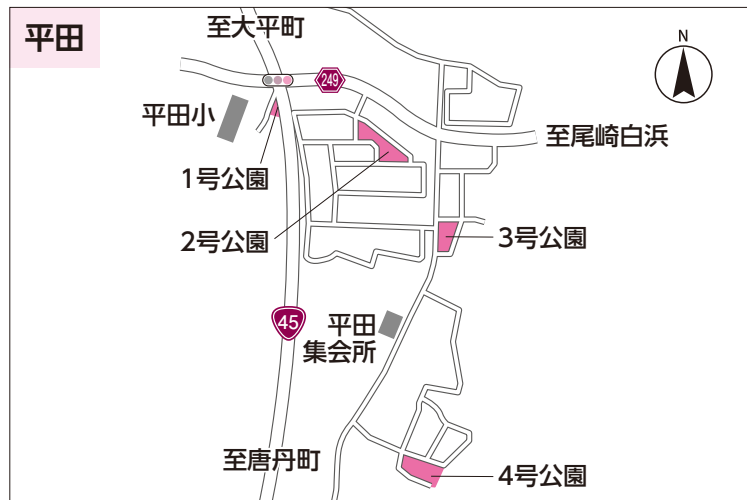 平田
至大平町
N
249
平田小
至尾崎白浜
1号公園
2号公園
3号公園
45
平田
集会所
至唐丹町
4号公園